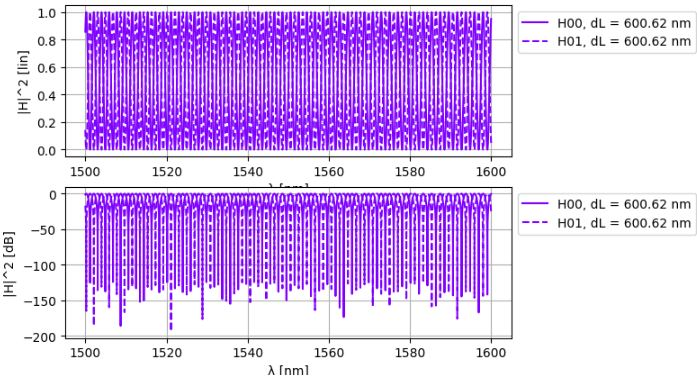 |H|^2 [lin]
1.0
0.8
0.6
0.4
0.2
0.0
1500 1520 1540 1560 1580 1600
λ [nm]
H00, dL = 600.62 nm
H01, dL = 600.62 nm
|H|^2 [dB]
0
−50
−100
−150
−200
1500 1520 1540 1560 1580 1600
λ [nm]
H00, dL = 600.62 nm
H01, dL = 600.62 nm